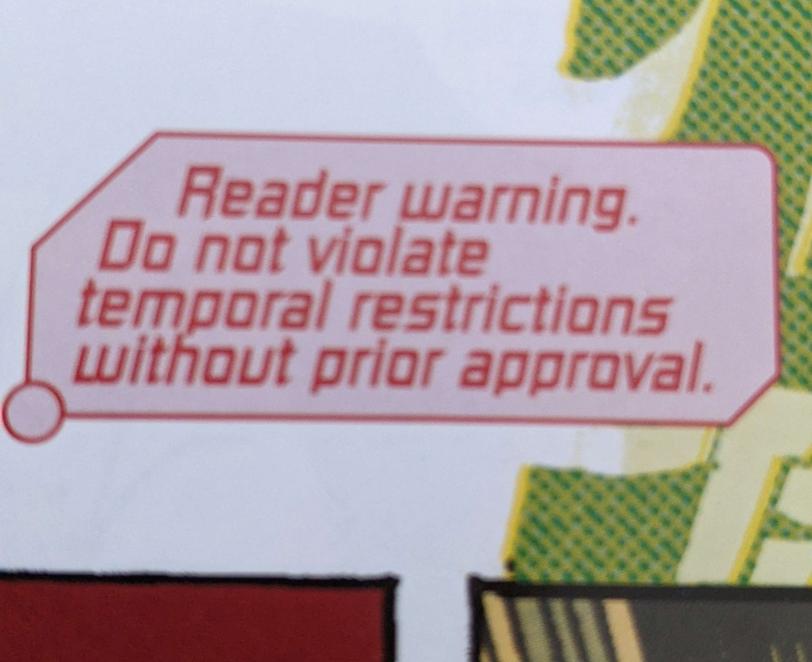 Reader warning.
Do not violate
temporal restrictions
without prior approval.